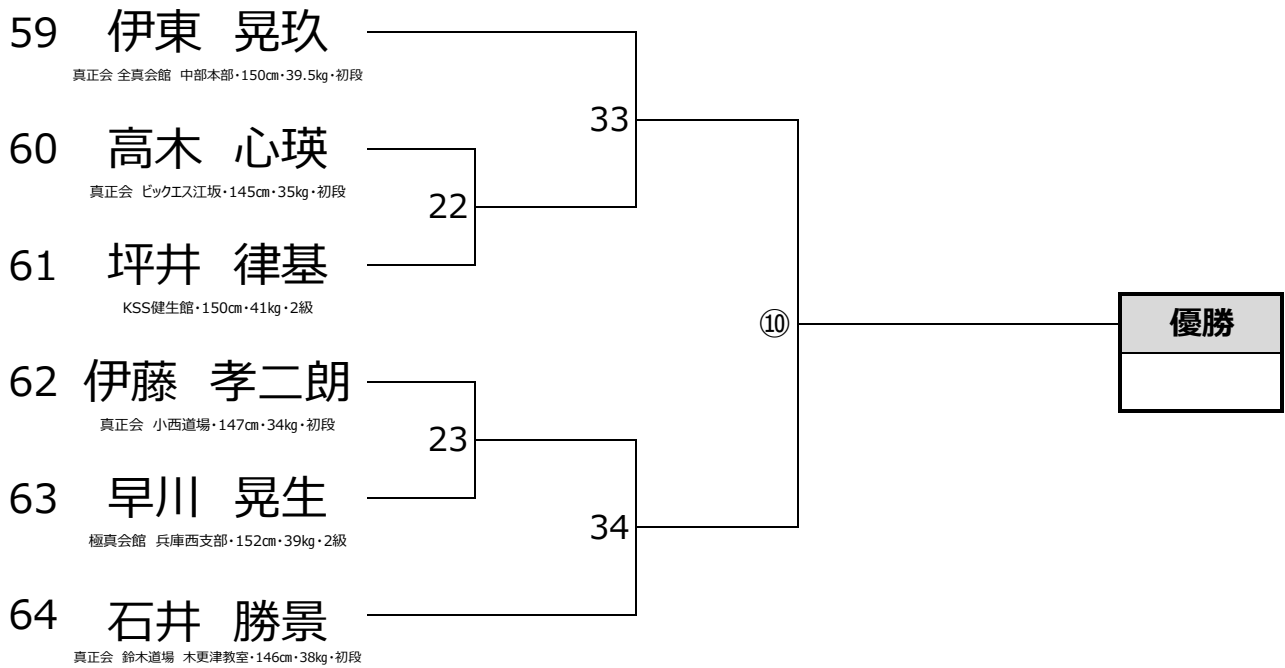 59 伊東 晃玖
真正会 全真会館 中部本部・150㎝・39.5㎏・初段
33
60 高木 心瑛
真正会 ビックエス江坂・145㎝・35㎏・初段
22
61 坪井 律基
KSS健生館・150㎝・41㎏・2級
⑩
優勝
62 伊藤 孝二朗
真正会 小西道場・147㎝・34㎏・初段
23
63 早川 晃生
極真会館 兵庫西支部・152㎝・39㎏・2級
34
64 石井 勝景
真正会 鈴木道場 木更津教室・146㎝・38㎏・初段